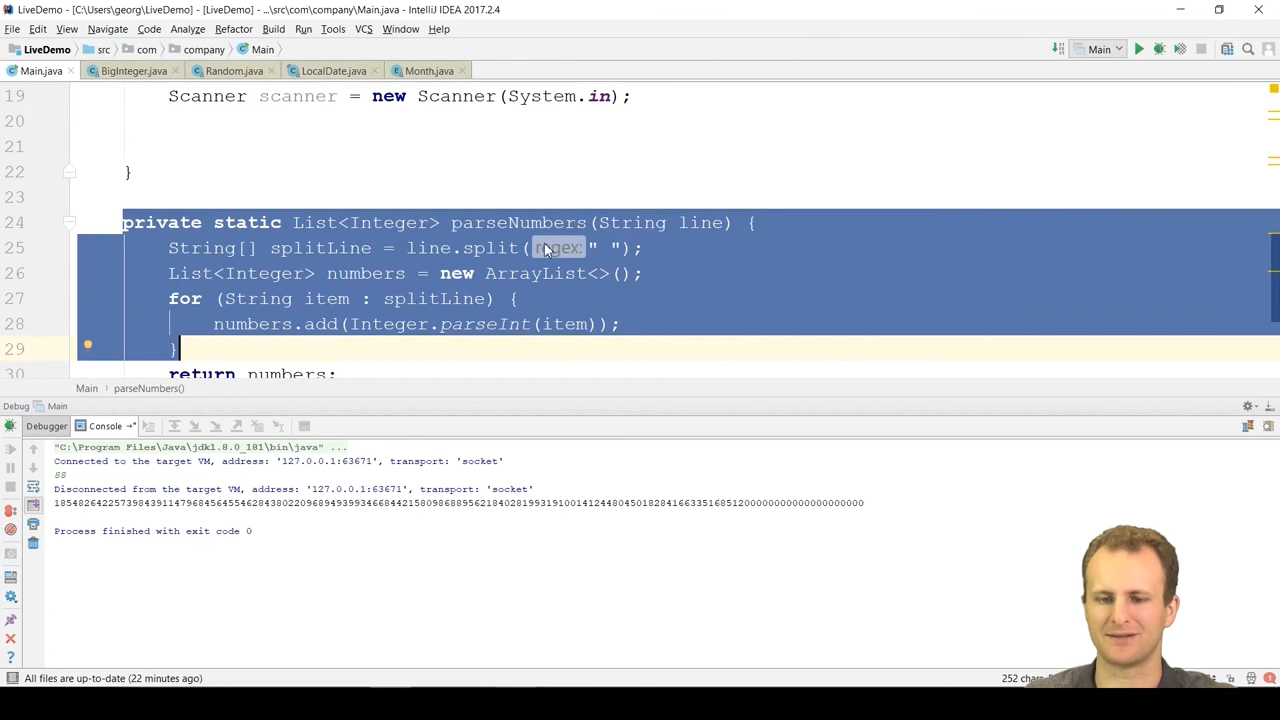 LiveDemo - [C:\Users\georg\LiveDemo] - [LiveDemo] - ...\src\com\company\Main.java - IntelliJ IDEA 2017.2.4
File Edit View Navigate Code Analyze Refactor Build Run Tools VCS Window Help
LiveDemo src com company Main Main
Main.java BigInteger.java Random.java LocalDate.java Month.java
19 Scanner scanner = new Scanner(System.in);
20
21
22 }
23
24 private static List<Integer> parseNumbers(String line) {
25 String[] splitLine = line.split( regex: " ");
26 List<Integer> numbers = new ArrayList<>();
27 for (String item : splitLine) {
28 numbers.add(Integer.parseInt(item));
29 }
30 return numbers;
Main parseNumbers()
Debug Main
Debugger Console
"C:\Program Files\Java\jdk1.8.0_181\bin\java" ...
Connected to the target VM, address: '127.0.0.1:63671', transport: 'socket'
88
Disconnected from the target VM, address: '127.0.0.1:63671', transport: 'socket'
Process finished with exit code 0
All files are up-to-date (22 minutes ago) 252 chars